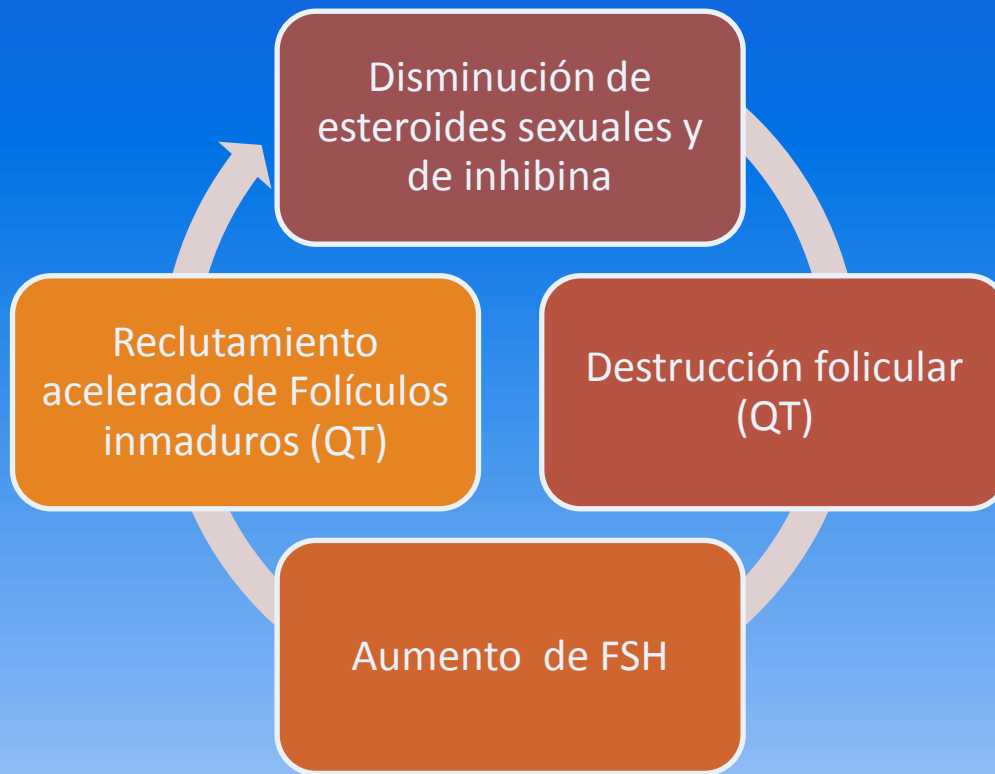 Disminución de
esteroides sexuales y
de inhibina
Destrucción folicular
(QT)
Aumento  de FSH
Reclutamiento
acelerado de Folículos
inmaduros (QT)